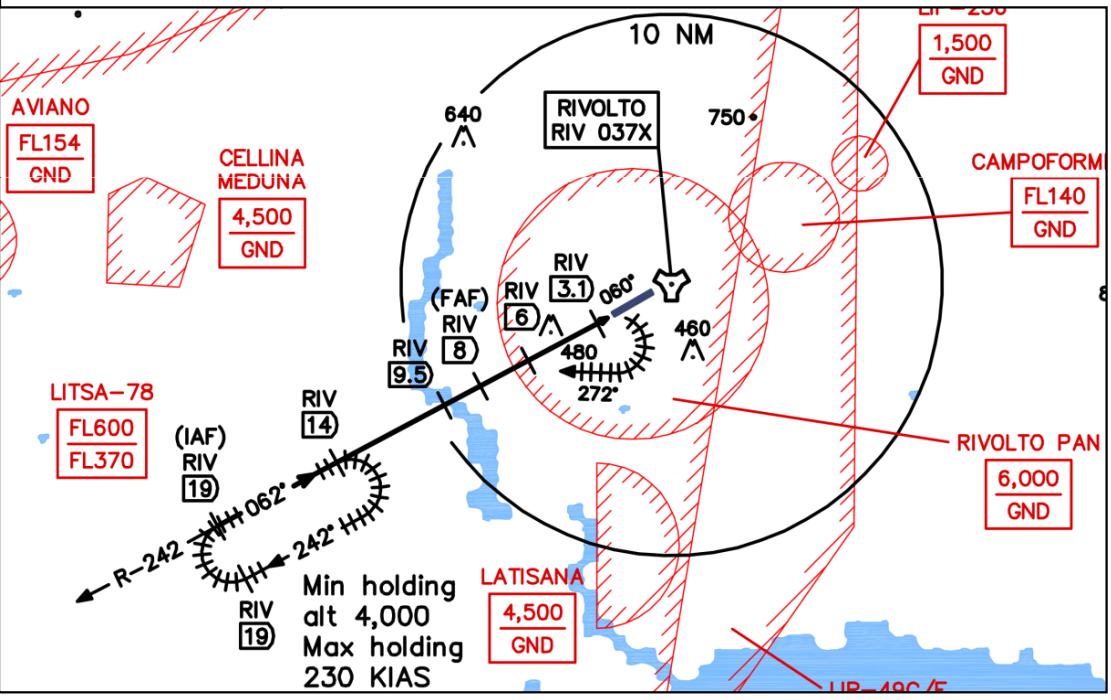 LIP-230
1,500
GND
10 NM
AVIANO
FL154
GND
640
RIVOLTO
RIV 037X
750
CELLINA
MEDUNA
4,500
GND
CAMPOFORMI
FL140
GND
RIV
3.1
060°
(FAF)
RIV
8
RIV
6
480
460
272°
RIV
9.5
LITSA-78
FL600
FL370
RIV
14
(IAF)
RIV
19
062°
242°
R-242
RIV
19
RIVOLTO PAN
6,000
GND
Min holding
alt 4,000
Max holding
230 KIAS
LATISANA
4,500
GND